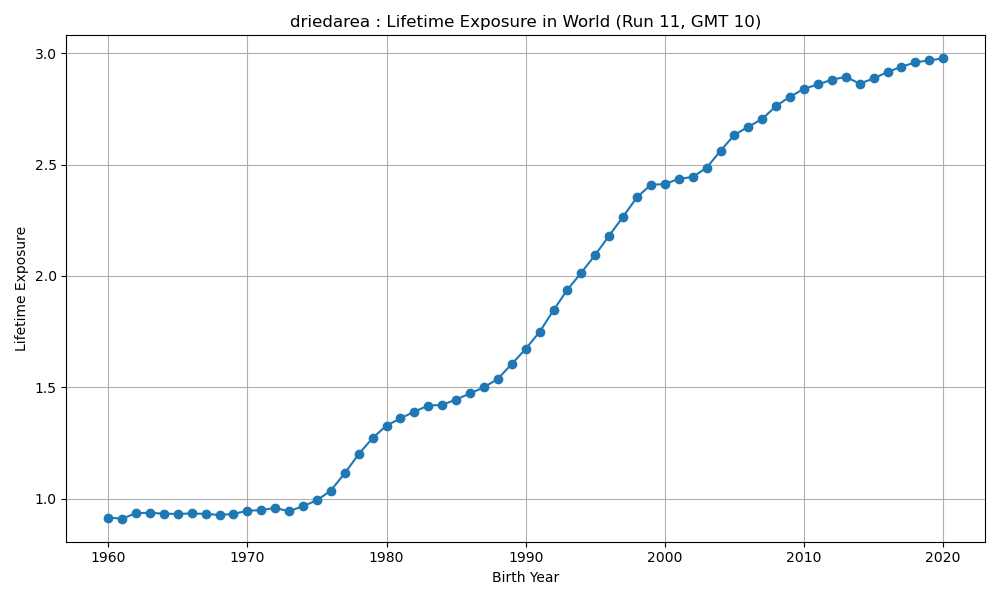 driedarea : Lifetime Exposure in World (Run 11, GMT 10)
3.0
2.5
2.0
1.5
1.0
Lifetime Exposure
1960 1970 1980 1990 2000 2010 2020
Birth Year